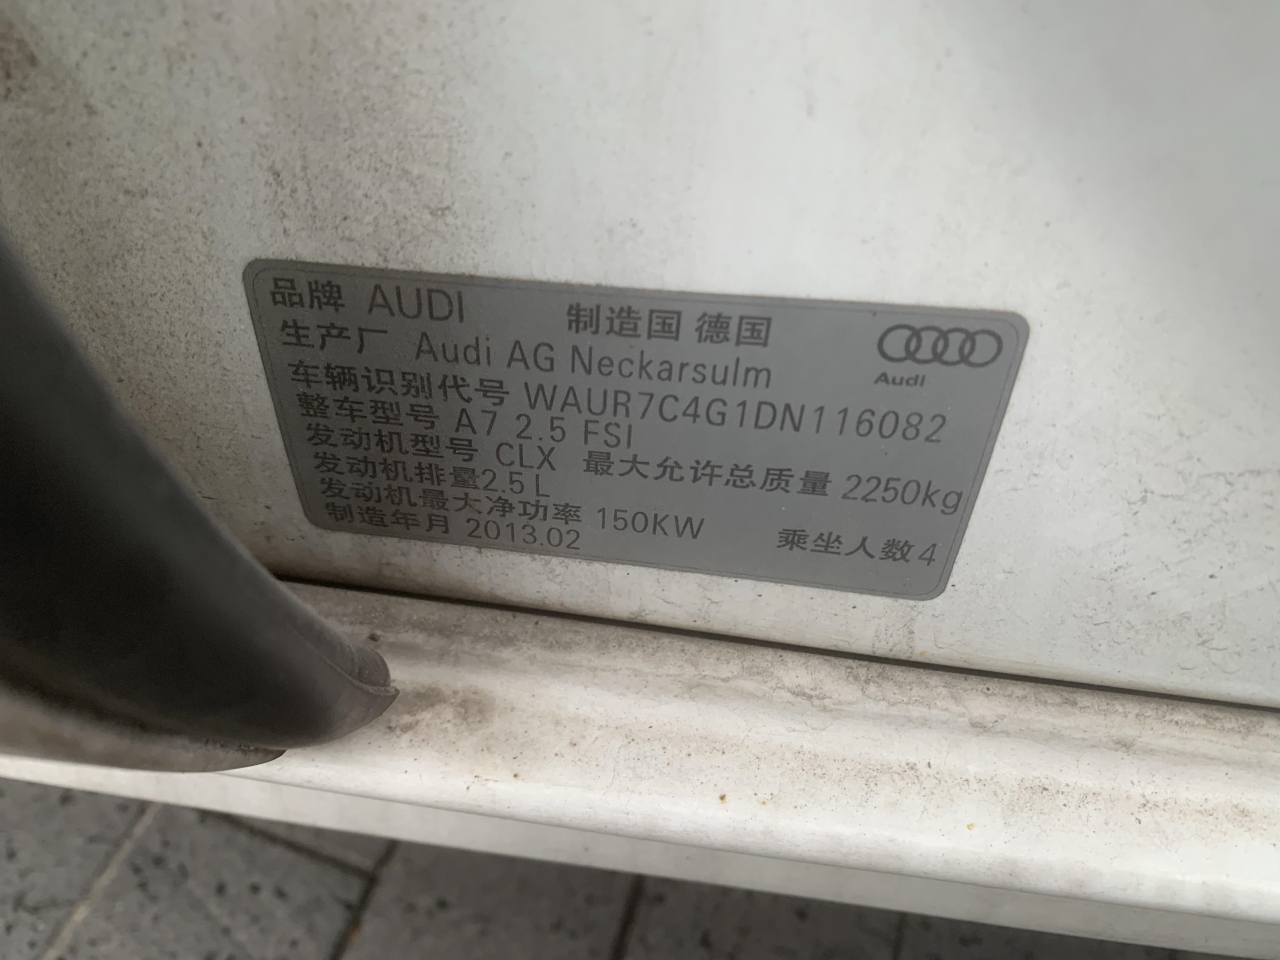 品牌 AUDI 制造国 德国
生产厂 Audi AG Neckarsulm
Audi
车辆识别代号 WAUR7C4G1DN116082
整车型号 A7 2.5 FSI
发动机型号 CLX 最大允许总质量 2250kg
发动机排量2.5L
发动机最大净功率 150KW 乘坐人数4
制造年月 2013.02